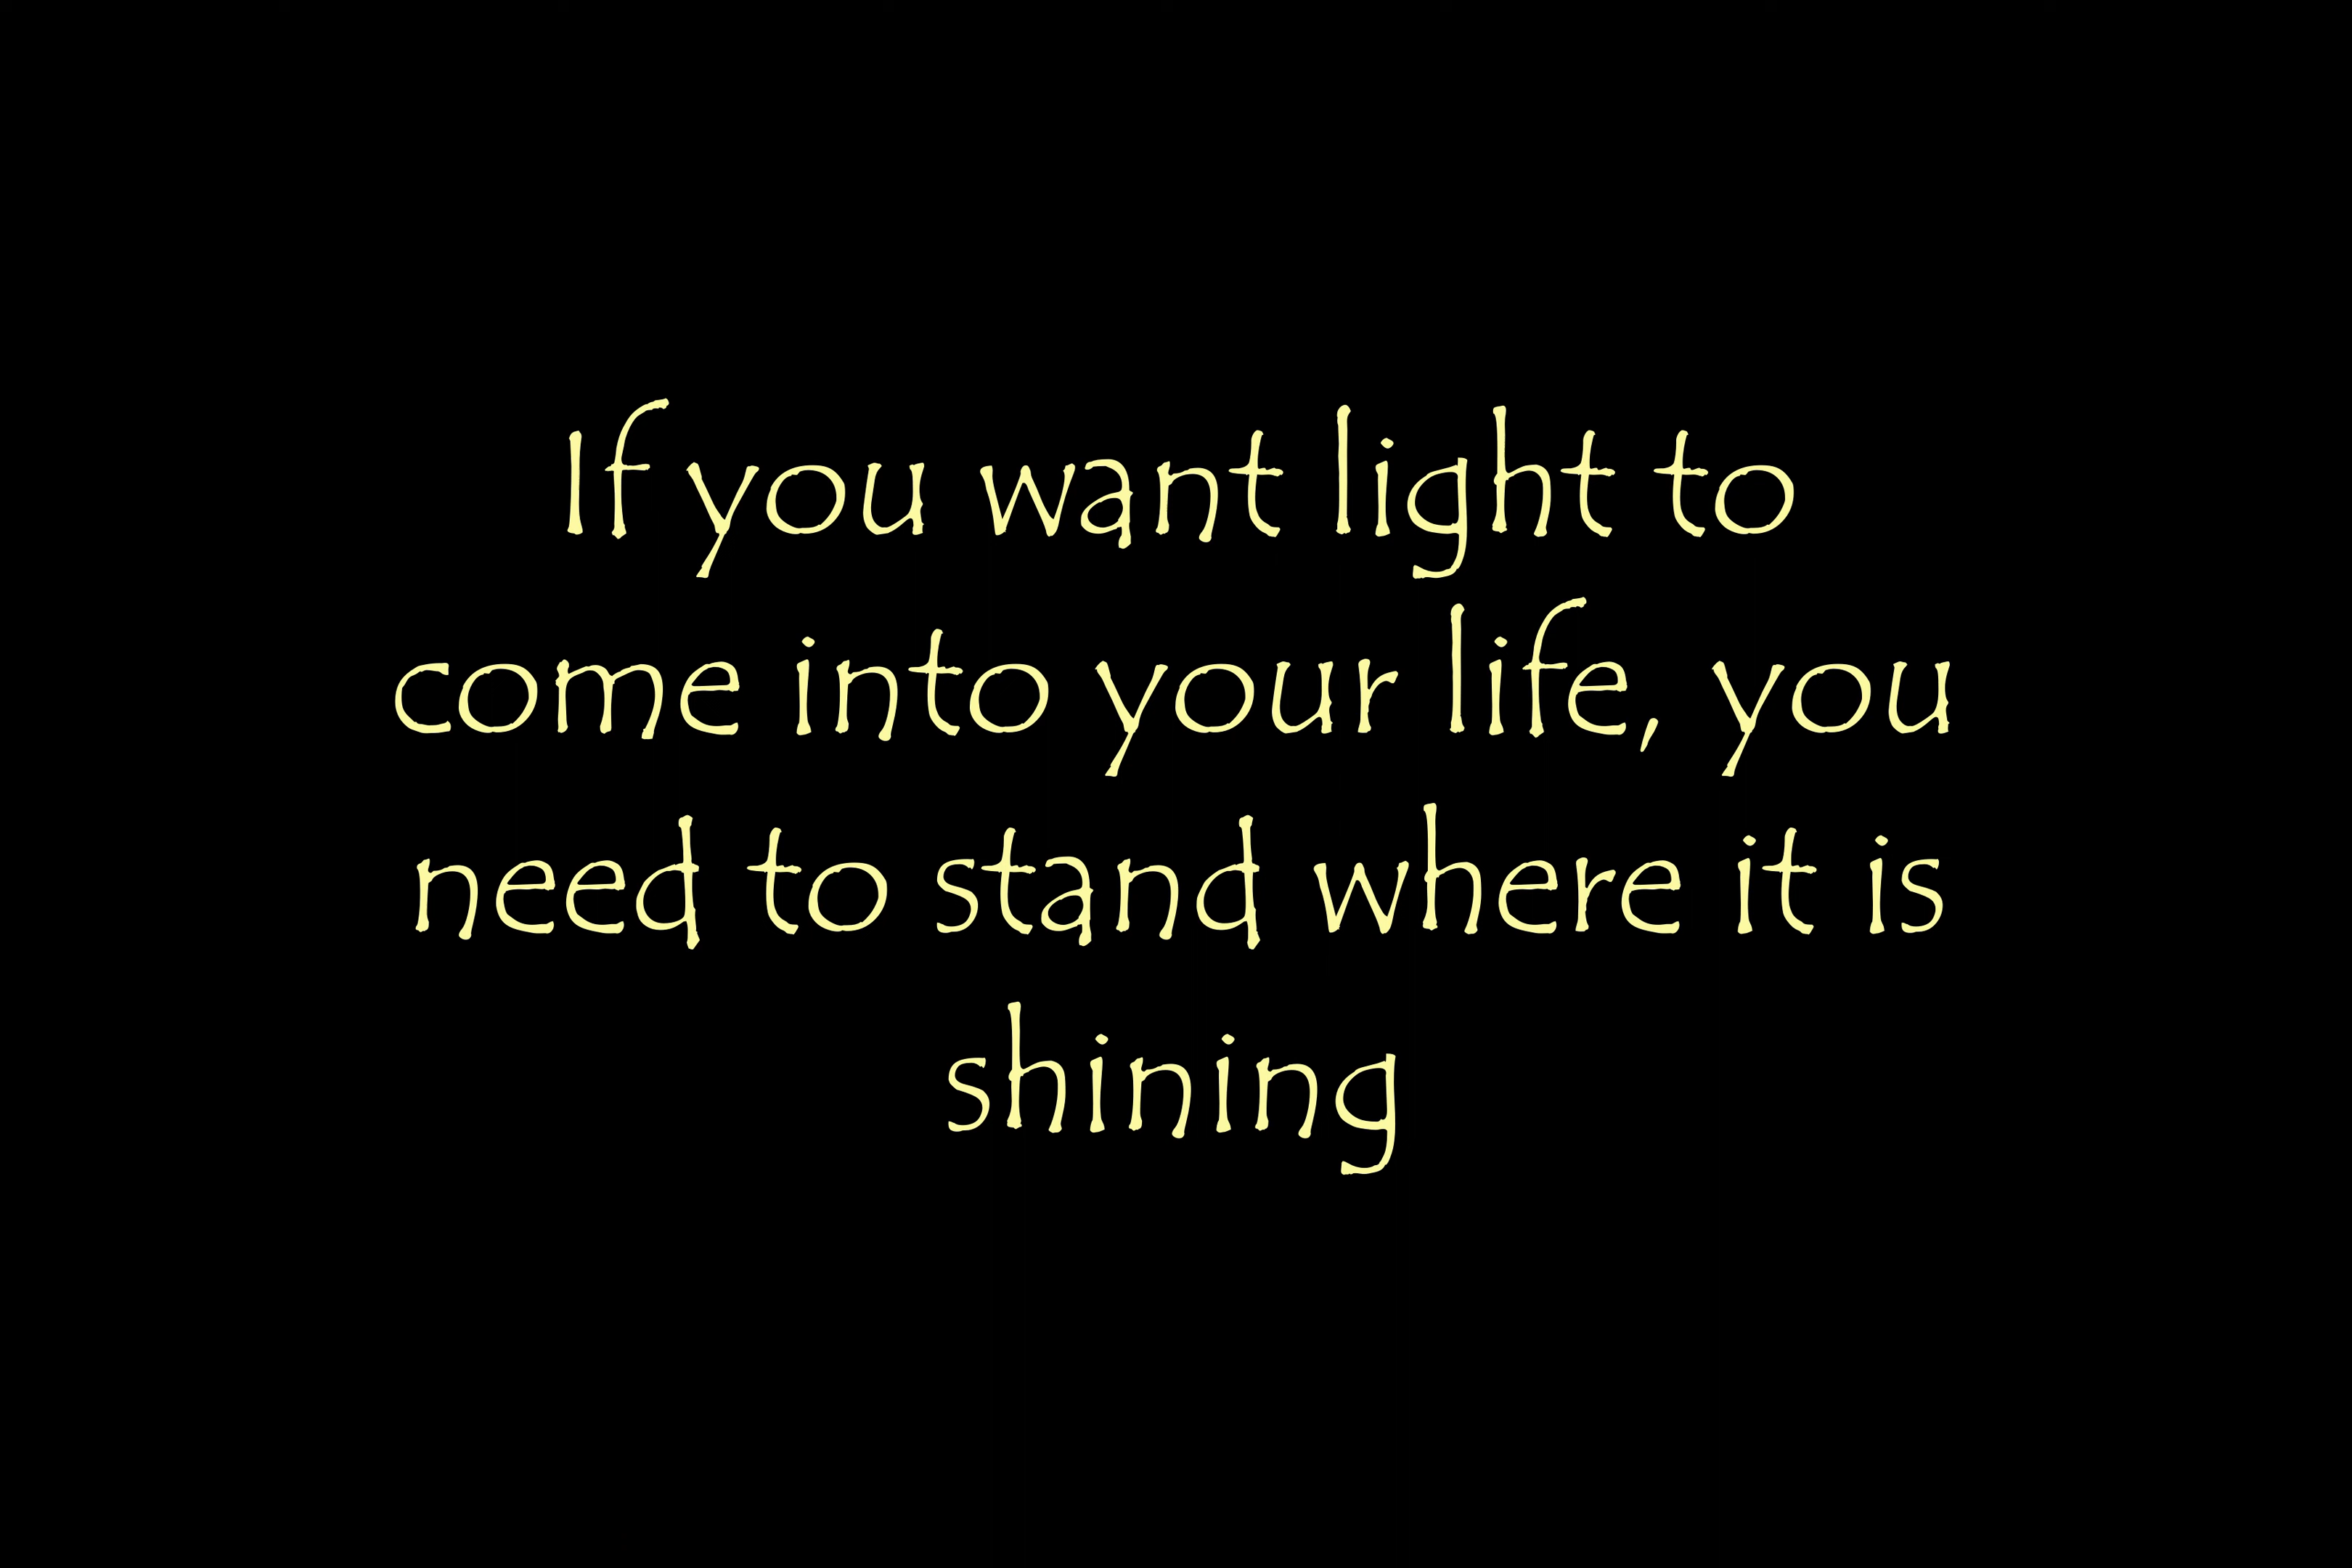 If you want light to
come into your life, you
need to stand where it is
shining